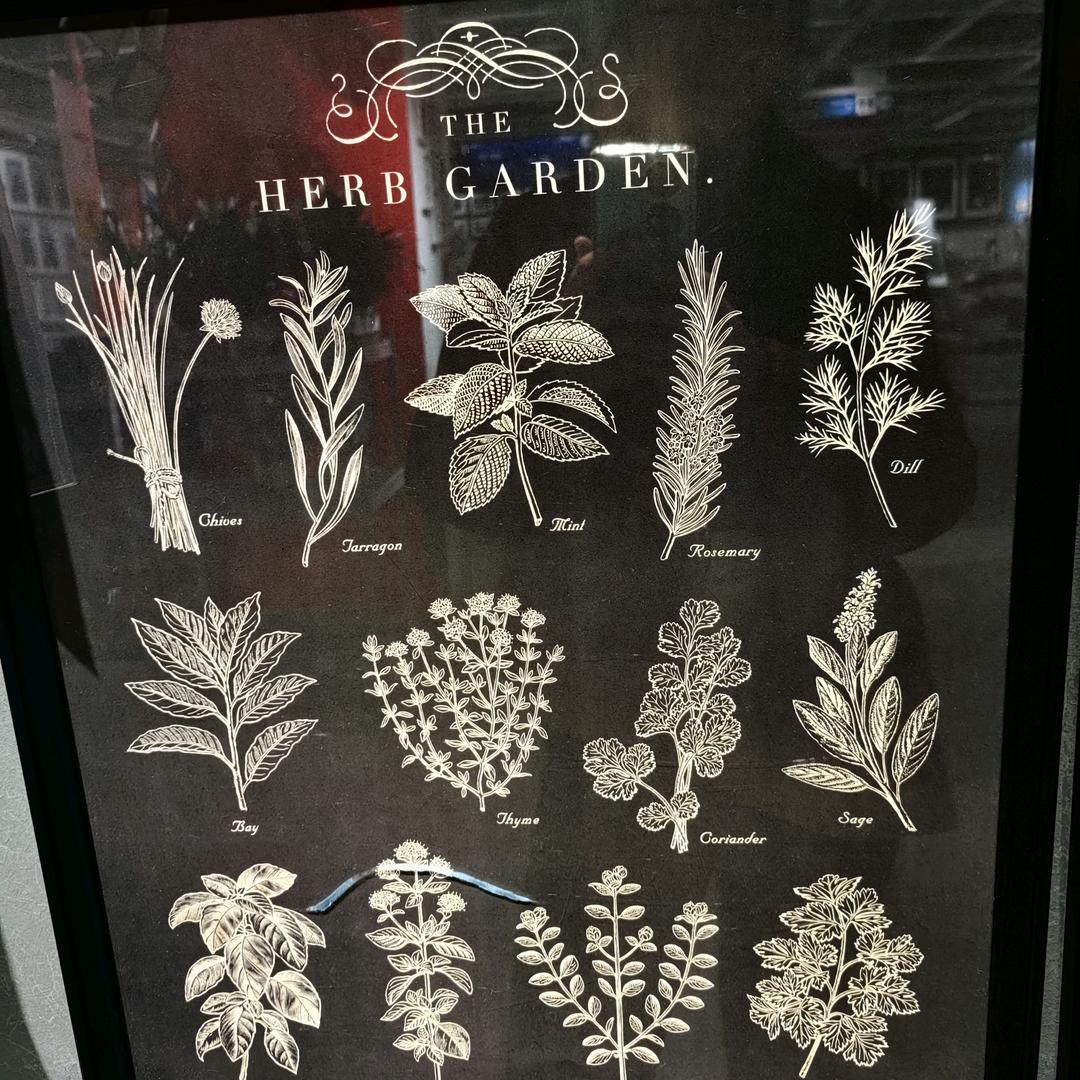 THE
HERB GARDEN.
Chives
Tarragon
Mint
Rosemary
Dill
Bay
Thyme
Coriander
Sage